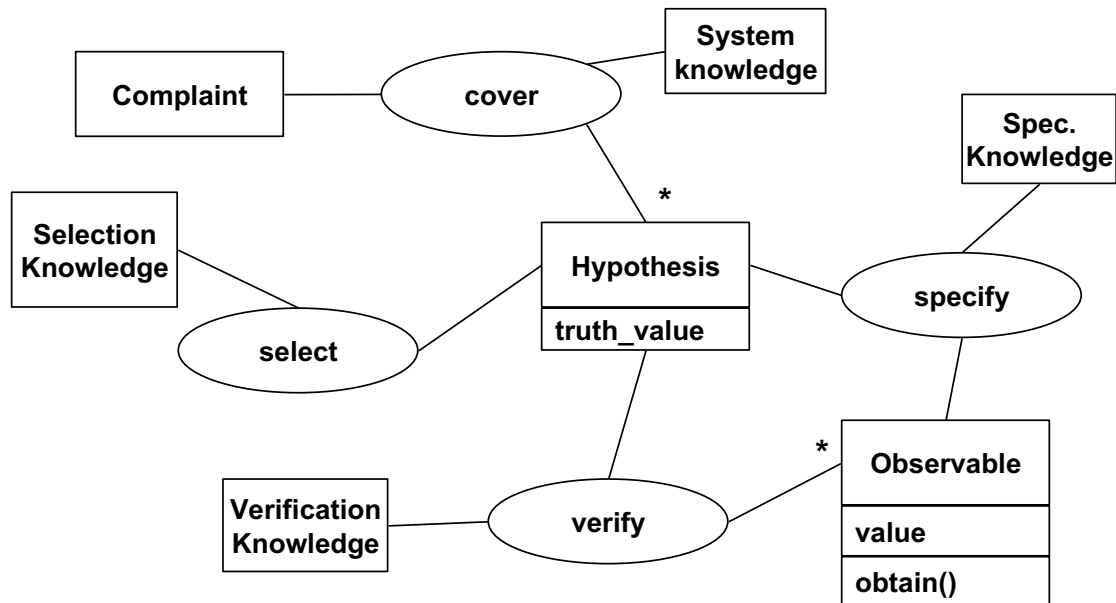 System
knowledge
Complaint
cover
Spec.
Knowledge
*
Selection
Knowledge
Hypothesis
specify
truth_value
select
*
Observable
Verification
Knowledge
verify
value
obtain()